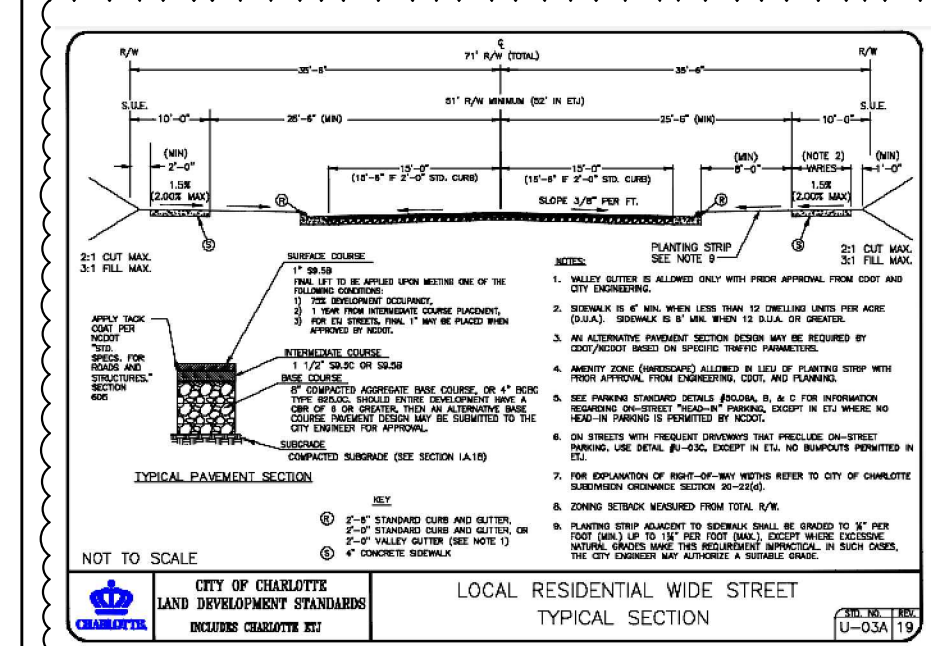 ℄
R/W
71' R/W (TOTAL)
R/W
35'-6"
35'-6"
S.U.E.
51' R/W MINIMUM (52' IN ETJ)
S.U.E.
10'-0"
25'-6" (MIN)
25'-6" (MIN)
10'-0"
(MIN)
2'-0"
15'-0"
15'-0"
(MIN)
8'-0"
(NOTE 2)
VARIES
(MIN)
1'-0"
(15'-6" IF 2'-0" STD. CURB)
(15'-6" IF 2'-0" STD. CURB)
1.5%
(2.00% MAX)
R
SLOPE 3/8" PER FT.
R
1.5%
(2.00% MAX)
S
S
2:1 CUT MAX.
3:1 FILL MAX.
PLANTING STRIP
SEE NOTE 9
2:1 CUT MAX.
3:1 FILL MAX.
SURFACE COURSE
1" S9.5B
FINAL LIFT TO BE APPLIED UPON MEETING ONE OF THE
FOLLOWING CONDITIONS:
1) 75% DEVELOPMENT OCCUPANCY,
2) 1 YEAR FROM INTERMEDIATE COURSE PLACEMENT,
3) FOR ETJ STREETS, FINAL 1" MAY BE PLACED WHEN
APPROVED BY NCDOT.
APPLY TACK
COAT PER
NCDOT
"STD.
SPECS. FOR
ROADS AND
STRUCTURES,"
SECTION
605
INTERMEDIATE COURSE
1 1/2" S9.5C OR S9.5B
BASE COURSE
8" COMPACTED AGGREGATE BASE COURSE, OR 4" BCBC
TYPE B25.0C. SHOULD ENTIRE DEVELOPMENT HAVE A
CBR OF 8 OR GREATER, THEN AN ALTERNATIVE BASE
COURSE PAVEMENT DESIGN MAY BE SUBMITTED TO THE
CITY ENGINEER FOR APPROVAL
SUBGRADE
COMPACTED SUBGRADE (SEE SECTION I.A.18)
TYPICAL PAVEMENT SECTION
KEY
R 2'-6" STANDARD CURB AND GUTTER,
2'-0" STANDARD CURB AND GUTTER, OR
2'-0" VALLEY GUTTER (SEE NOTE 1)
S 4" CONCRETE SIDEWALK
NOT TO SCALE
NOTES:
1. VALLEY GUTTER IS ALLOWED ONLY WITH PRIOR APPROVAL FROM CDOT AND
CITY ENGINEERING.
2. SIDEWALK IS 6' MIN. WHEN LESS THAN 12 DWELLING UNITS PER ACRE
(D.U.A.). SIDEWALK IS 8' MIN. WHEN 12 D.U.A. OR GREATER.
3. AN ALTERNATIVE PAVEMENT SECTION DESIGN MAY BE REQUIRED BY
CDOT/NCDOT BASED ON SPECIFIC TRAFFIC PARAMETERS.
4. AMENITY ZONE (HARDSCAPE) ALLOWED IN LIEU OF PLANTING STRIP WITH
PRIOR APPROVAL FROM ENGINEERING, CDOT, AND PLANNING.
5. SEE PARKING STANDARD DETAILS #50.09A, B, & C FOR INFORMATION
REGARDING ON-STREET "HEAD-IN" PARKING, EXCEPT IN ETJ WHERE NO
HEAD-IN PARKING IS PERMITTED BY NCDOT.
6. ON STREETS WITH FREQUENT DRIVEWAYS THAT PRECLUDE ON-STREET
PARKING, USE DETAIL #U-03C, EXCEPT IN ETJ. NO BUMPOUTS PERMITTED IN
ETJ.
7. FOR EXPLANATION OF RIGHT-OF-WAY WIDTHS REFER TO CITY OF CHARLOTTE
SUBDIVISION ORDINANCE SECTION 20-22(d).
8. ZONING SETBACK MEASURED FROM TOTAL R/W.
9. PLANTING STRIP ADJACENT TO SIDEWALK SHALL BE GRADED TO ¼" PER
FOOT (MIN.) UP TO 1¼" PER FOOT (MAX.), EXCEPT WHERE EXCESSIVE
NATURAL GRADES MAKE THIS REQUIREMENT IMPRACTICAL. IN SUCH CASES,
THE CITY ENGINEER MAY AUTHORIZE A SUITABLE GRADE.
CHARLOTTE.
CITY OF CHARLOTTE
LAND DEVELOPMENT STANDARDS
INCLUDES CHARLOTTE ETJ
LOCAL RESIDENTIAL WIDE STREET
TYPICAL SECTION
STD. NO. REV.
U-03A 19